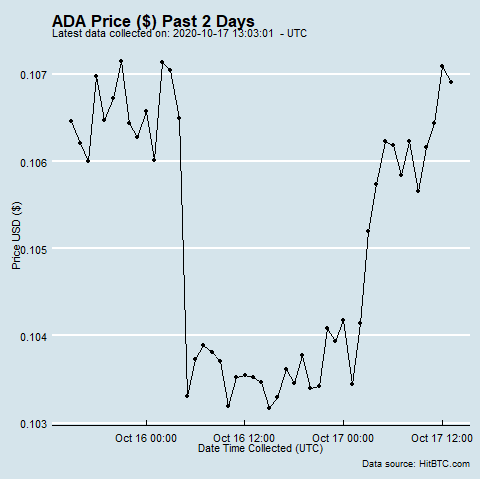 ADA Price ($) Past 2 Days
Latest data collected on: 2020-10-17 13:03:01 - UTC
0.107
0.106
0.105
0.104
0.103
Price USD ($)
Oct 16 00:00
Oct 16 12:00
Oct 17 00:00
Oct 17 12:00
Date Time Collected (UTC)
Data source: HitBTC.com